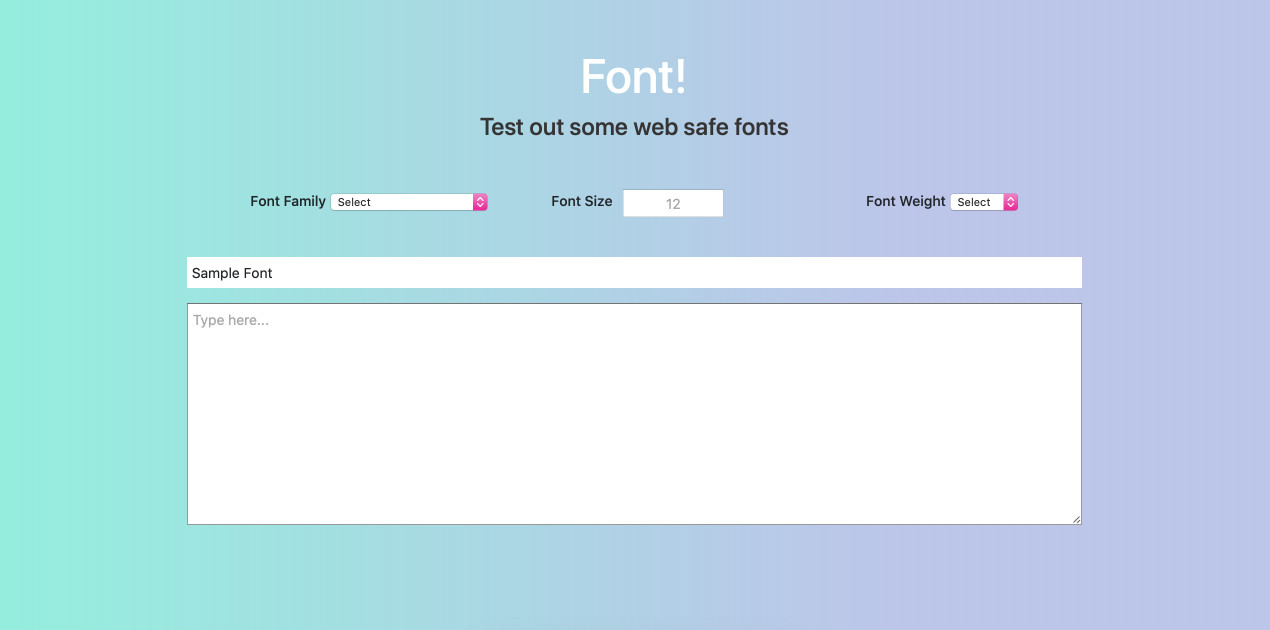 Font!
Test out some web safe fonts
Font Family Select Font Size 12 Font Weight Select
Sample Font
Type here...